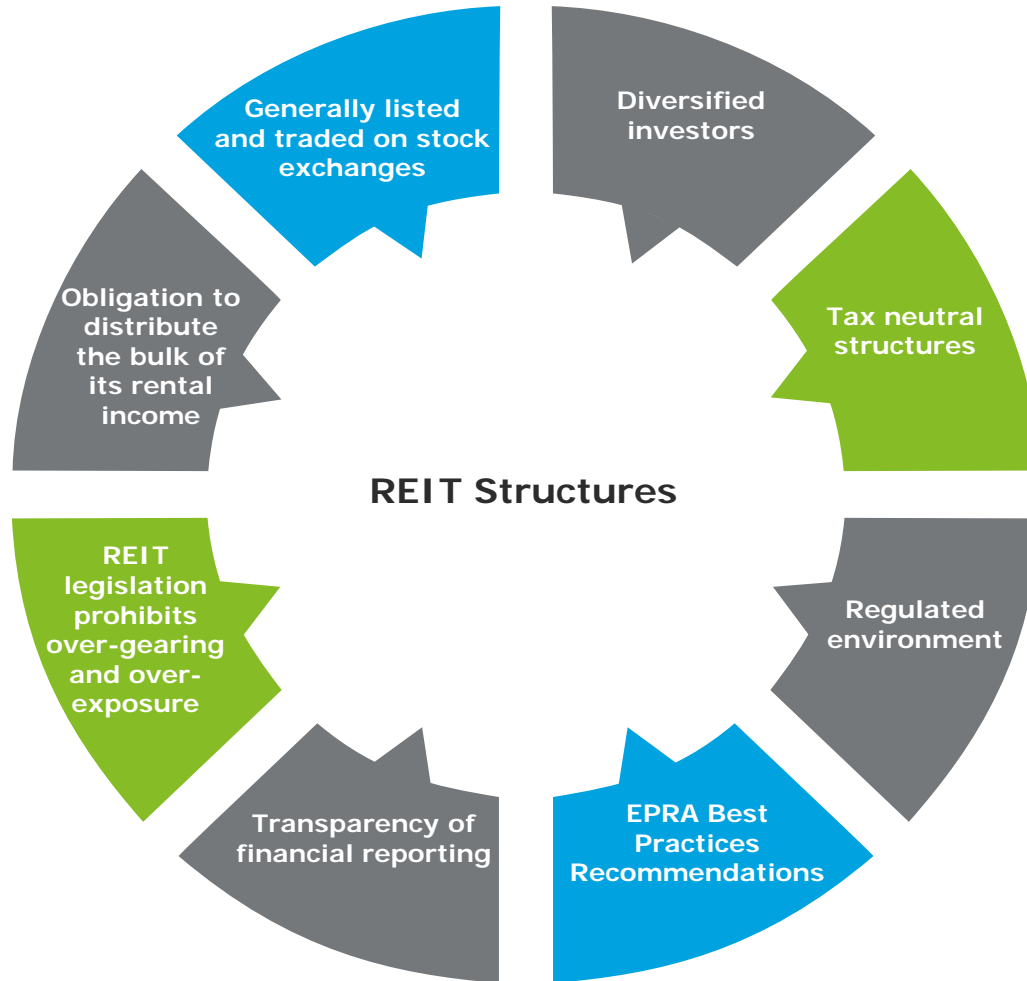 Generally listed
and traded on stock
exchanges
Diversified
investors
Tax neutral
structures
Regulated
environment
EPRA Best
Practices
Recommendations
Transparency of
financial reporting
REIT
legislation
prohibits
over-gearing
and over-
exposure
Obligation to
distribute
the bulk of
its rental
income
REIT Structures